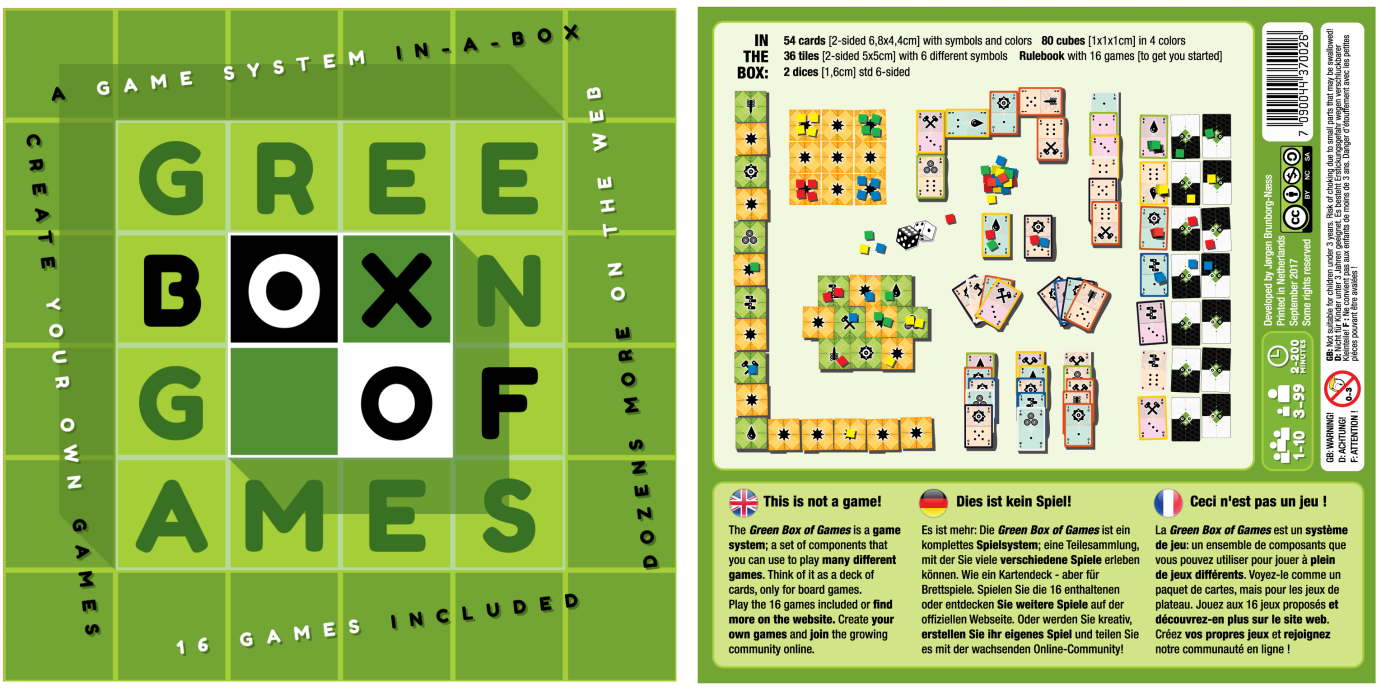 A GAME SYSTEM IN-A-BOX
CREATE YOUR OWN GAMES
DOZENS MORE ON THE WEB
GREE
BOXN
G OF
AMES
16 GAMES INCLUDED
IN THE BOX:
54 cards [2-sided 6,8x4,4cm] with symbols and colors 80 cubes [1x1x1cm] in 4 colors
36 tiles [2-sided 5x5cm] with 6 different symbols Rulebook with 16 games [to get you started]
2 dices [1,6cm] std 6-sided
7 090044 370026
cc BY NC SA
Developed by Jørgen Brunborg-Næss
Printed in Netherlands
September 2017
Some rights reserved
1-10 3-99 2-200 MINUTES
GB: WARNING!
D: ACHTUNG!
F: ATTENTION !
0-3
GB: Not suitable for children under 3 years. Risk of choking due to small parts that may be swallowed!
D: Nicht für Kinder unter 3 Jahren geeignet. Es besteht Erstickungsgefahr wegen verschluckbarer
Kleinteile! F : Ne convient pas aux enfants de moins de 3 ans. Danger d'étouffement avec les petites
pièces pouvant être avalées !
This is not a game!
The Green Box of Games is a game
system; a set of components that
you can use to play many different
games. Think of it as a deck of
cards, only for board games.
Play the 16 games included or find
more on the website. Create your
own games and join the growing
community online.
Dies ist kein Spiel!
Es ist mehr: Die Green Box of Games ist ein
komplettes Spielsystem; eine Teilesammlung,
mit der Sie viele verschiedene Spiele erleben
können. Wie ein Kartendeck - aber für
Brettspiele. Spielen Sie die 16 enthaltenen
oder entdecken Sie weitere Spiele auf der
offiziellen Webseite. Oder werden Sie kreativ,
erstellen Sie ihr eigenes Spiel und teilen Sie
es mit der wachsenden Online-Community!
Ceci n'est pas un jeu !
La Green Box of Games est un système
de jeu: un ensemble de composants que
vous pouvez utiliser pour jouer à plein
de jeux différents. Voyez-le comme un
paquet de cartes, mais pour les jeux de
plateau. Jouez aux 16 jeux proposés et
découvrez-en plus sur le site web.
Créez vos propres jeux et rejoignez
notre communauté en ligne !